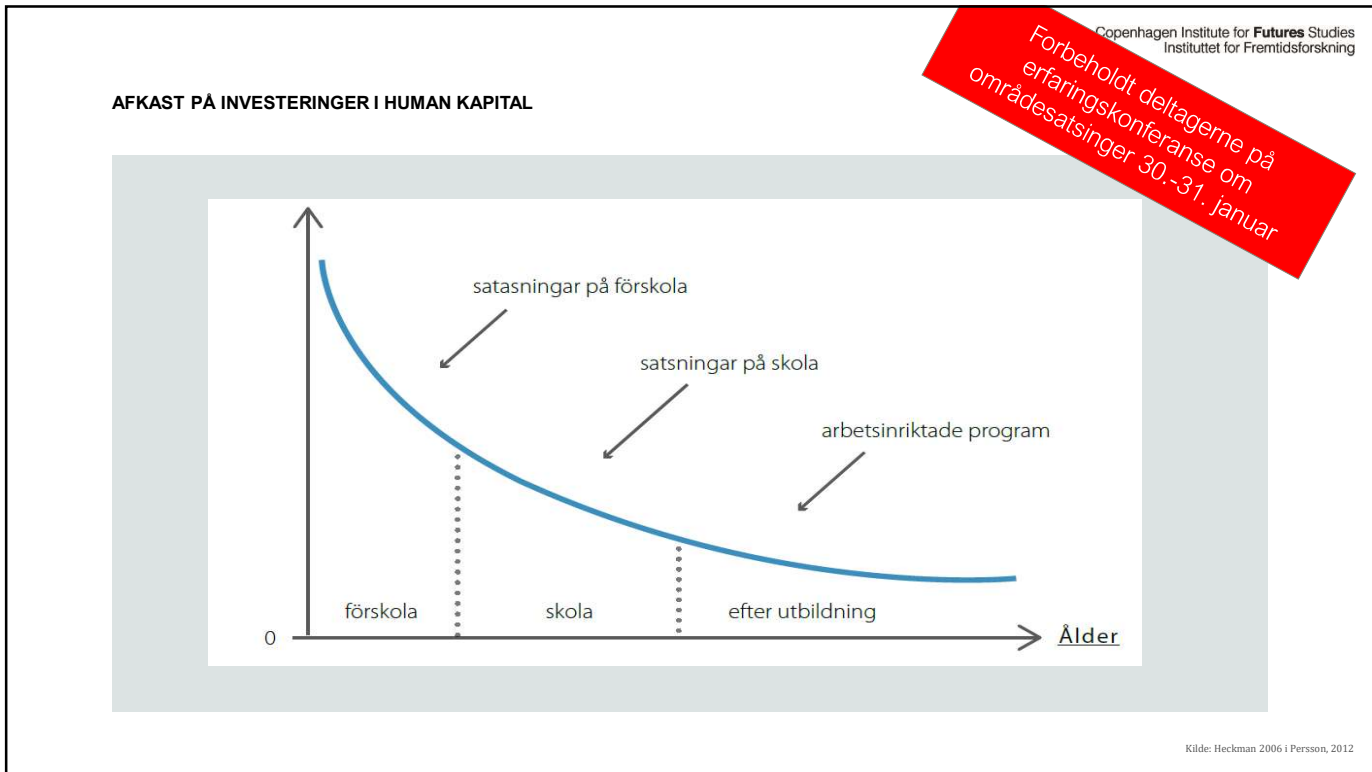 Copenhagen Institute for Futures Studies
Instituttet for Fremtidsforskning
Forbeholdt deltagerne på
erfaringskonferanse om
områdesatsinger 30.-31. januar
AFKAST PÅ INVESTERINGER I HUMAN KAPITAL
satasningar på förskola
satsningar på skola
arbetsinriktade program
förskola
skola
efter utbildning
0
Ålder
Kilde: Heckman 2006 i Persson, 2012